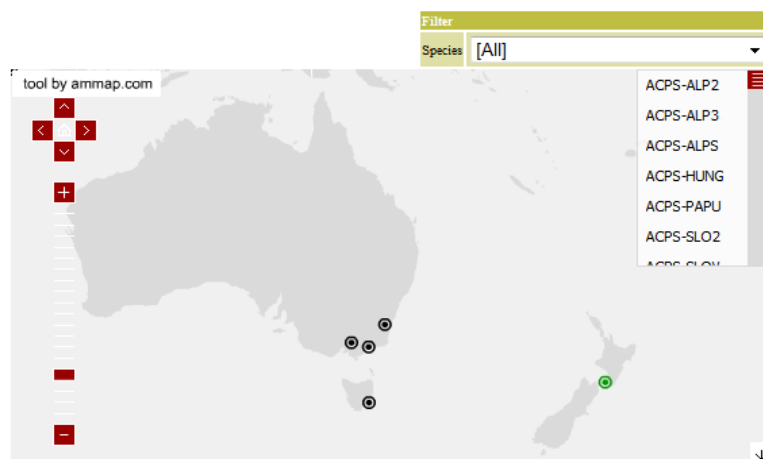 Filter
Species [All]
tool by ammap.com
ACPS-ALP2
ACPS-ALP3
ACPS-ALPS
ACPS-HUNG
ACPS-PAPU
ACPS-SLO2